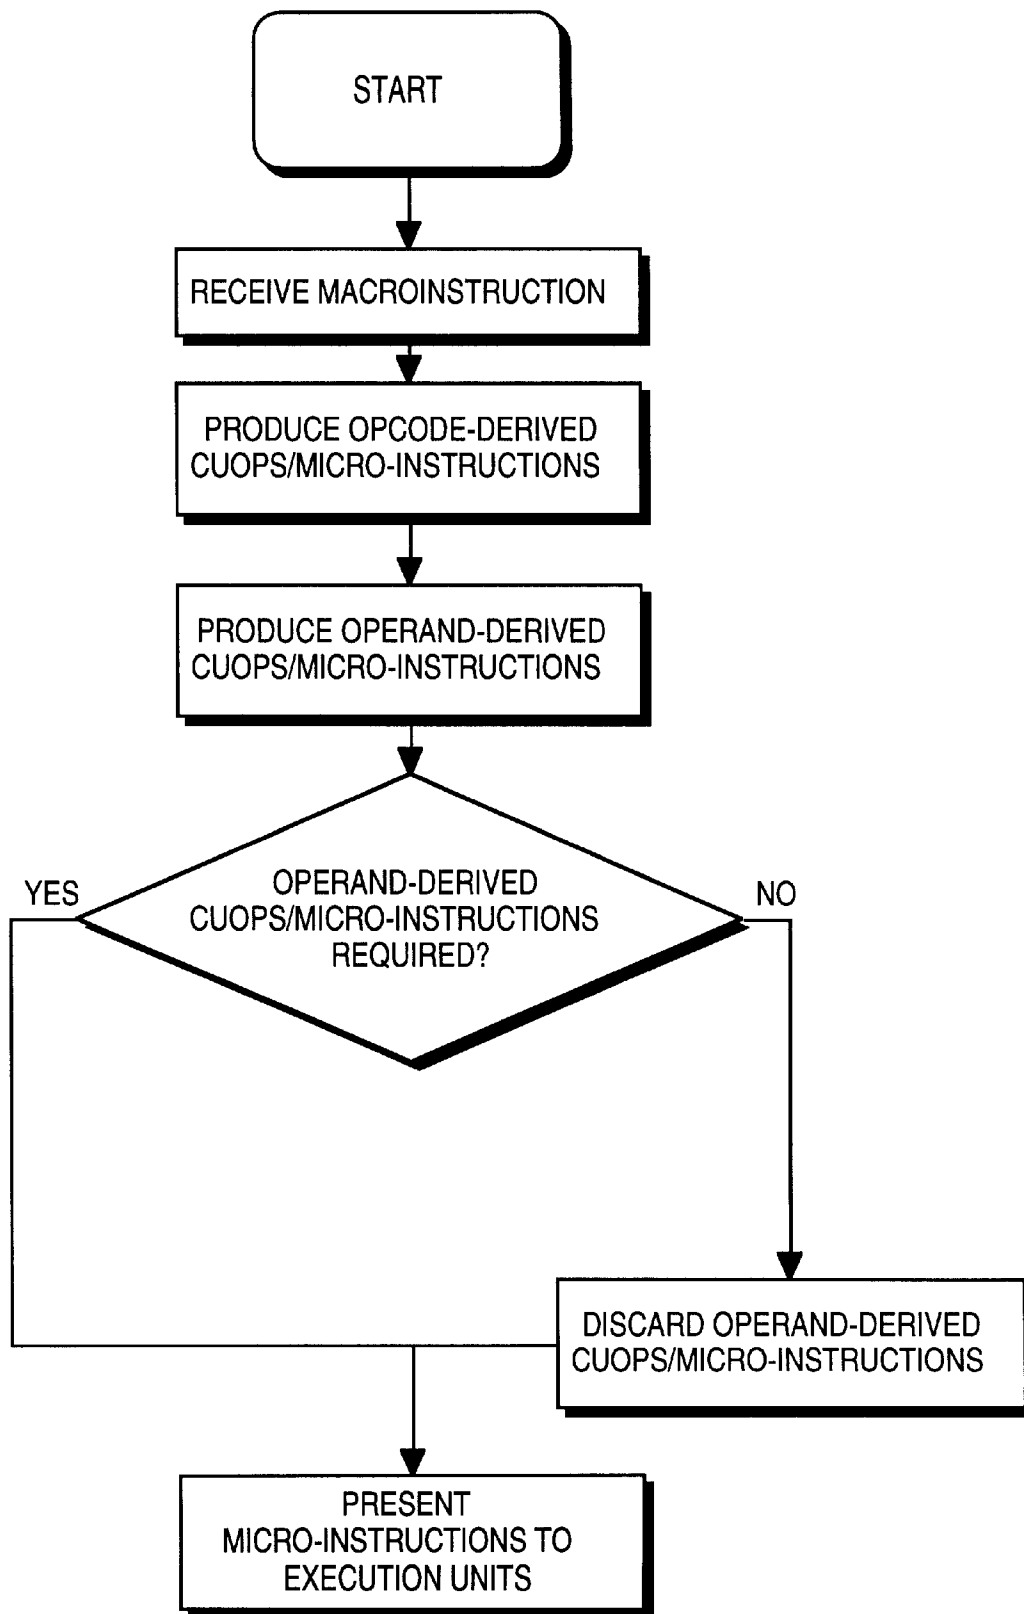 START
RECEIVE MACROINSTRUCTION
PRODUCE OPCODE-DERIVED
CUOPS/MICRO-INSTRUCTIONS
PRODUCE OPERAND-DERIVED
CUOPS/MICRO-INSTRUCTIONS
YES
OPERAND-DERIVED
CUOPS/MICRO-INSTRUCTIONS
REQUIRED?
NO
DISCARD OPERAND-DERIVED
CUOPS/MICRO-INSTRUCTIONS
PRESENT
MICRO-INSTRUCTIONS TO
EXECUTION UNITS